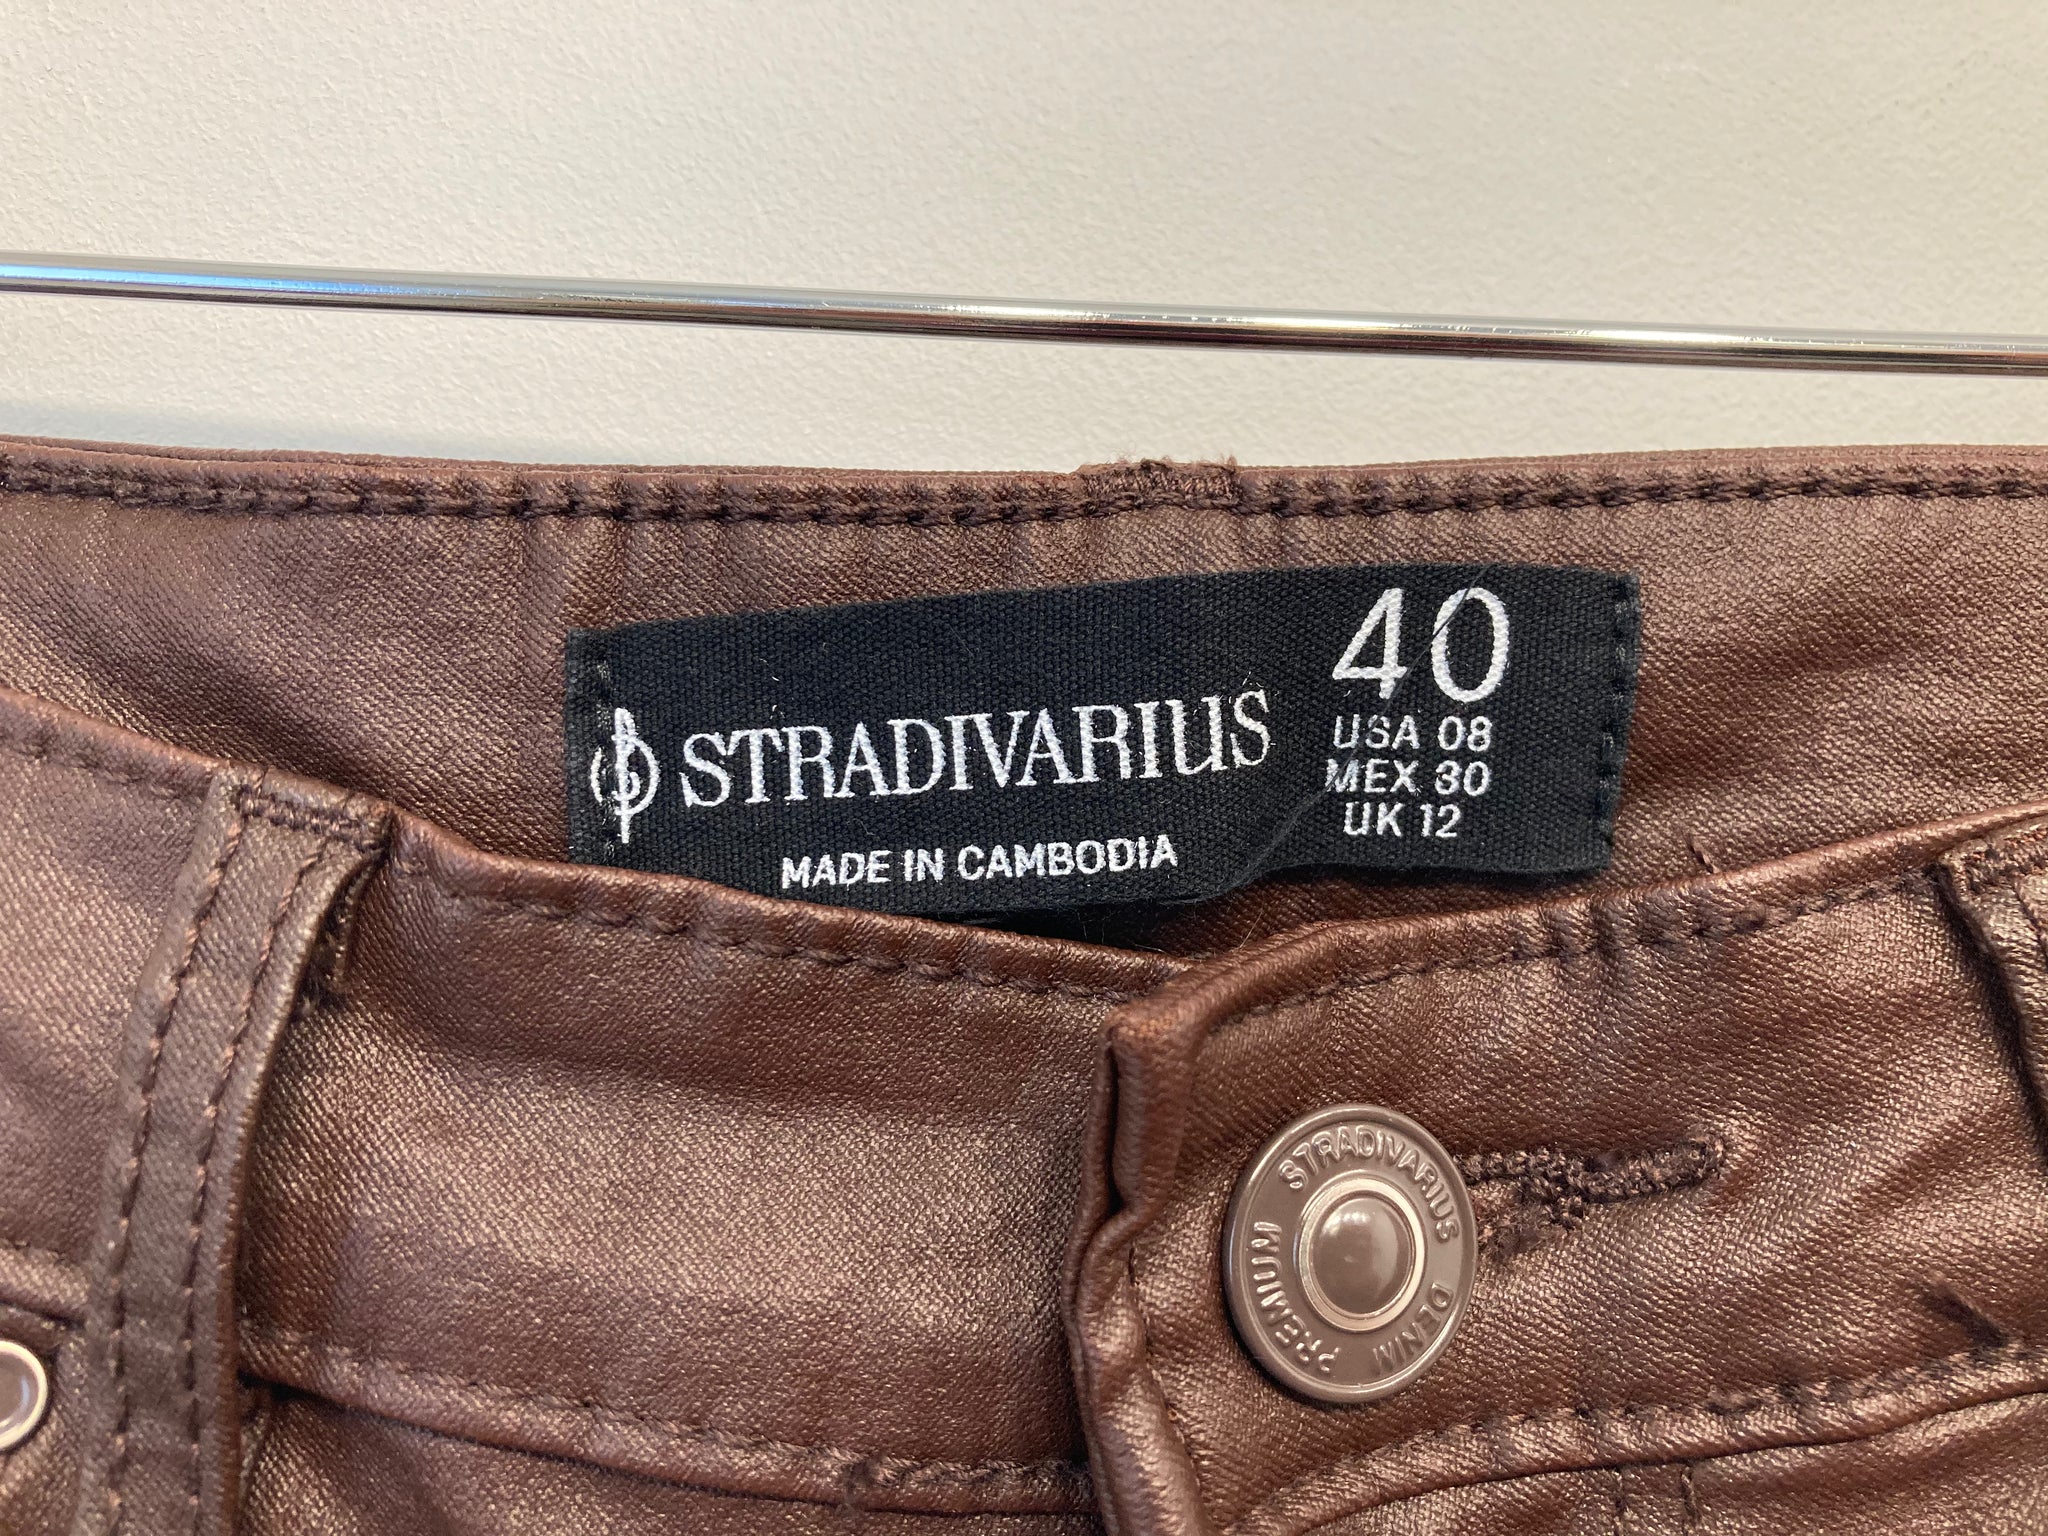 STRADIVARIUS
MADE IN CAMBODIA
40
USA 08
MEX 30
UK 12
STRADIVARIUS
PREMIUM DENIM